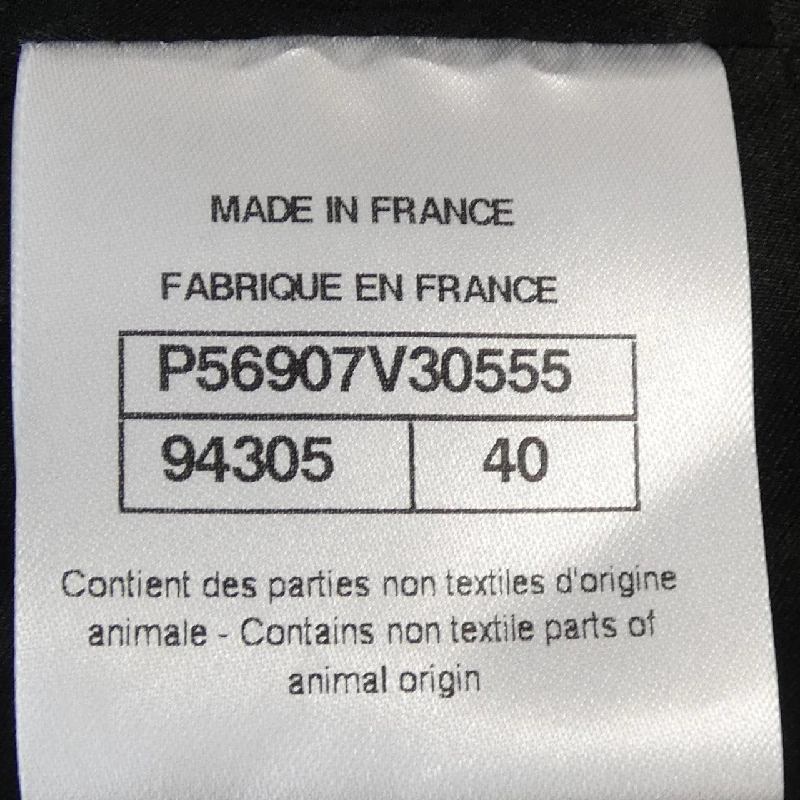 MADE IN FRANCE
FABRIQUE EN FRANCE
P56907V30555
94305 40
Contient des parties non textiles d'origine
animale - Contains non textile parts of
animal origin